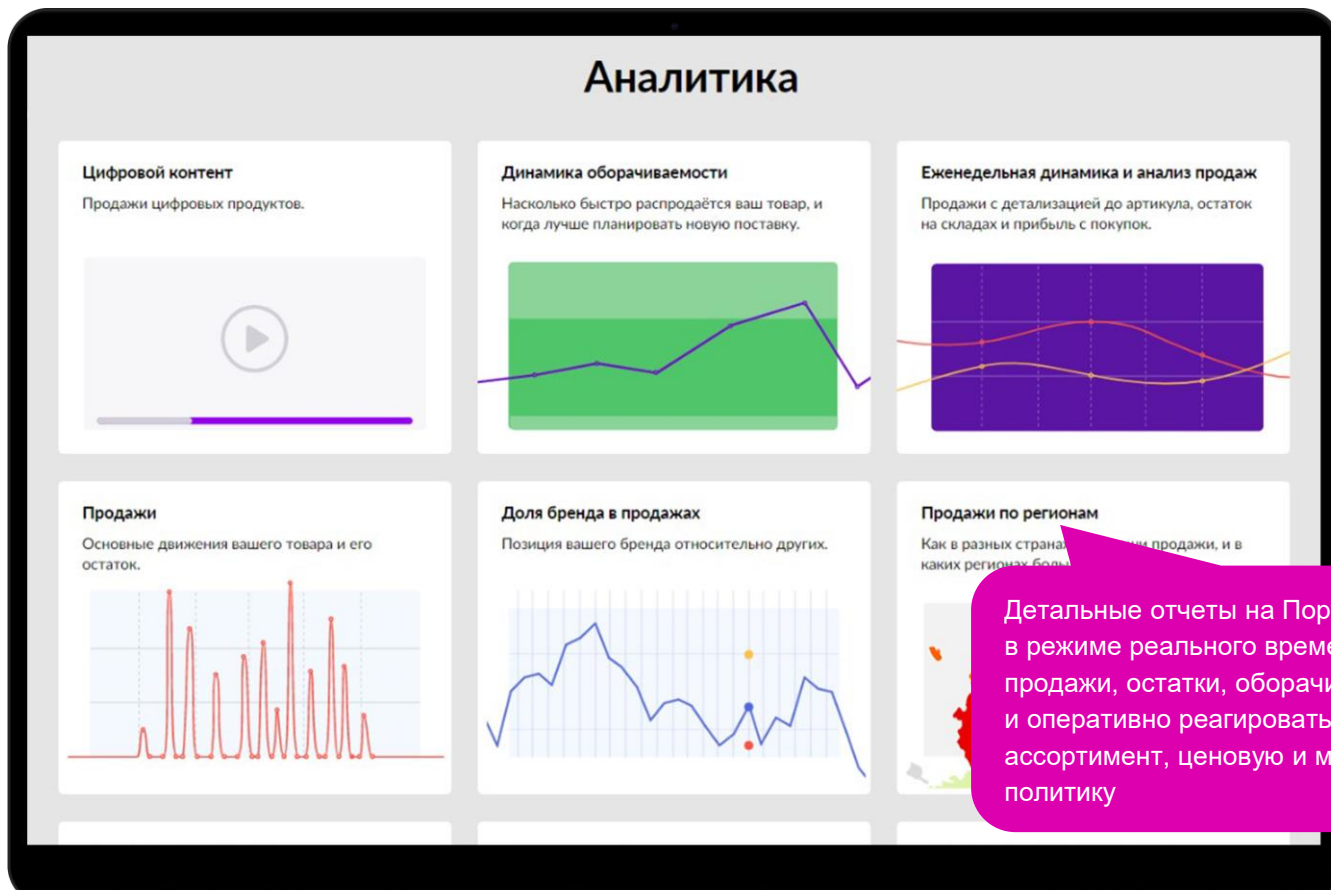 Аналитика
Цифровой контент
Продажи цифровых продуктов.
Динамика оборачиваемости
Насколько быстро распродаётся ваш товар, и
когда лучше планировать новую поставку.
Еженедельная динамика и анализ продаж
Продажи с детализацией до артикула, остаток
на складах и прибыль с покупок.
Продажи
Основные движения вашего товара и его
остаток.
Доля бренда в продажах
Позиция вашего бренда относительно других.
Продажи по регионам
Как в разных продажи, и в
каких регионах
Детальные отчеты на
в режиме реального
продажи, остатки,
и оперативно реагировать
ассортимент, ценовую и
политику